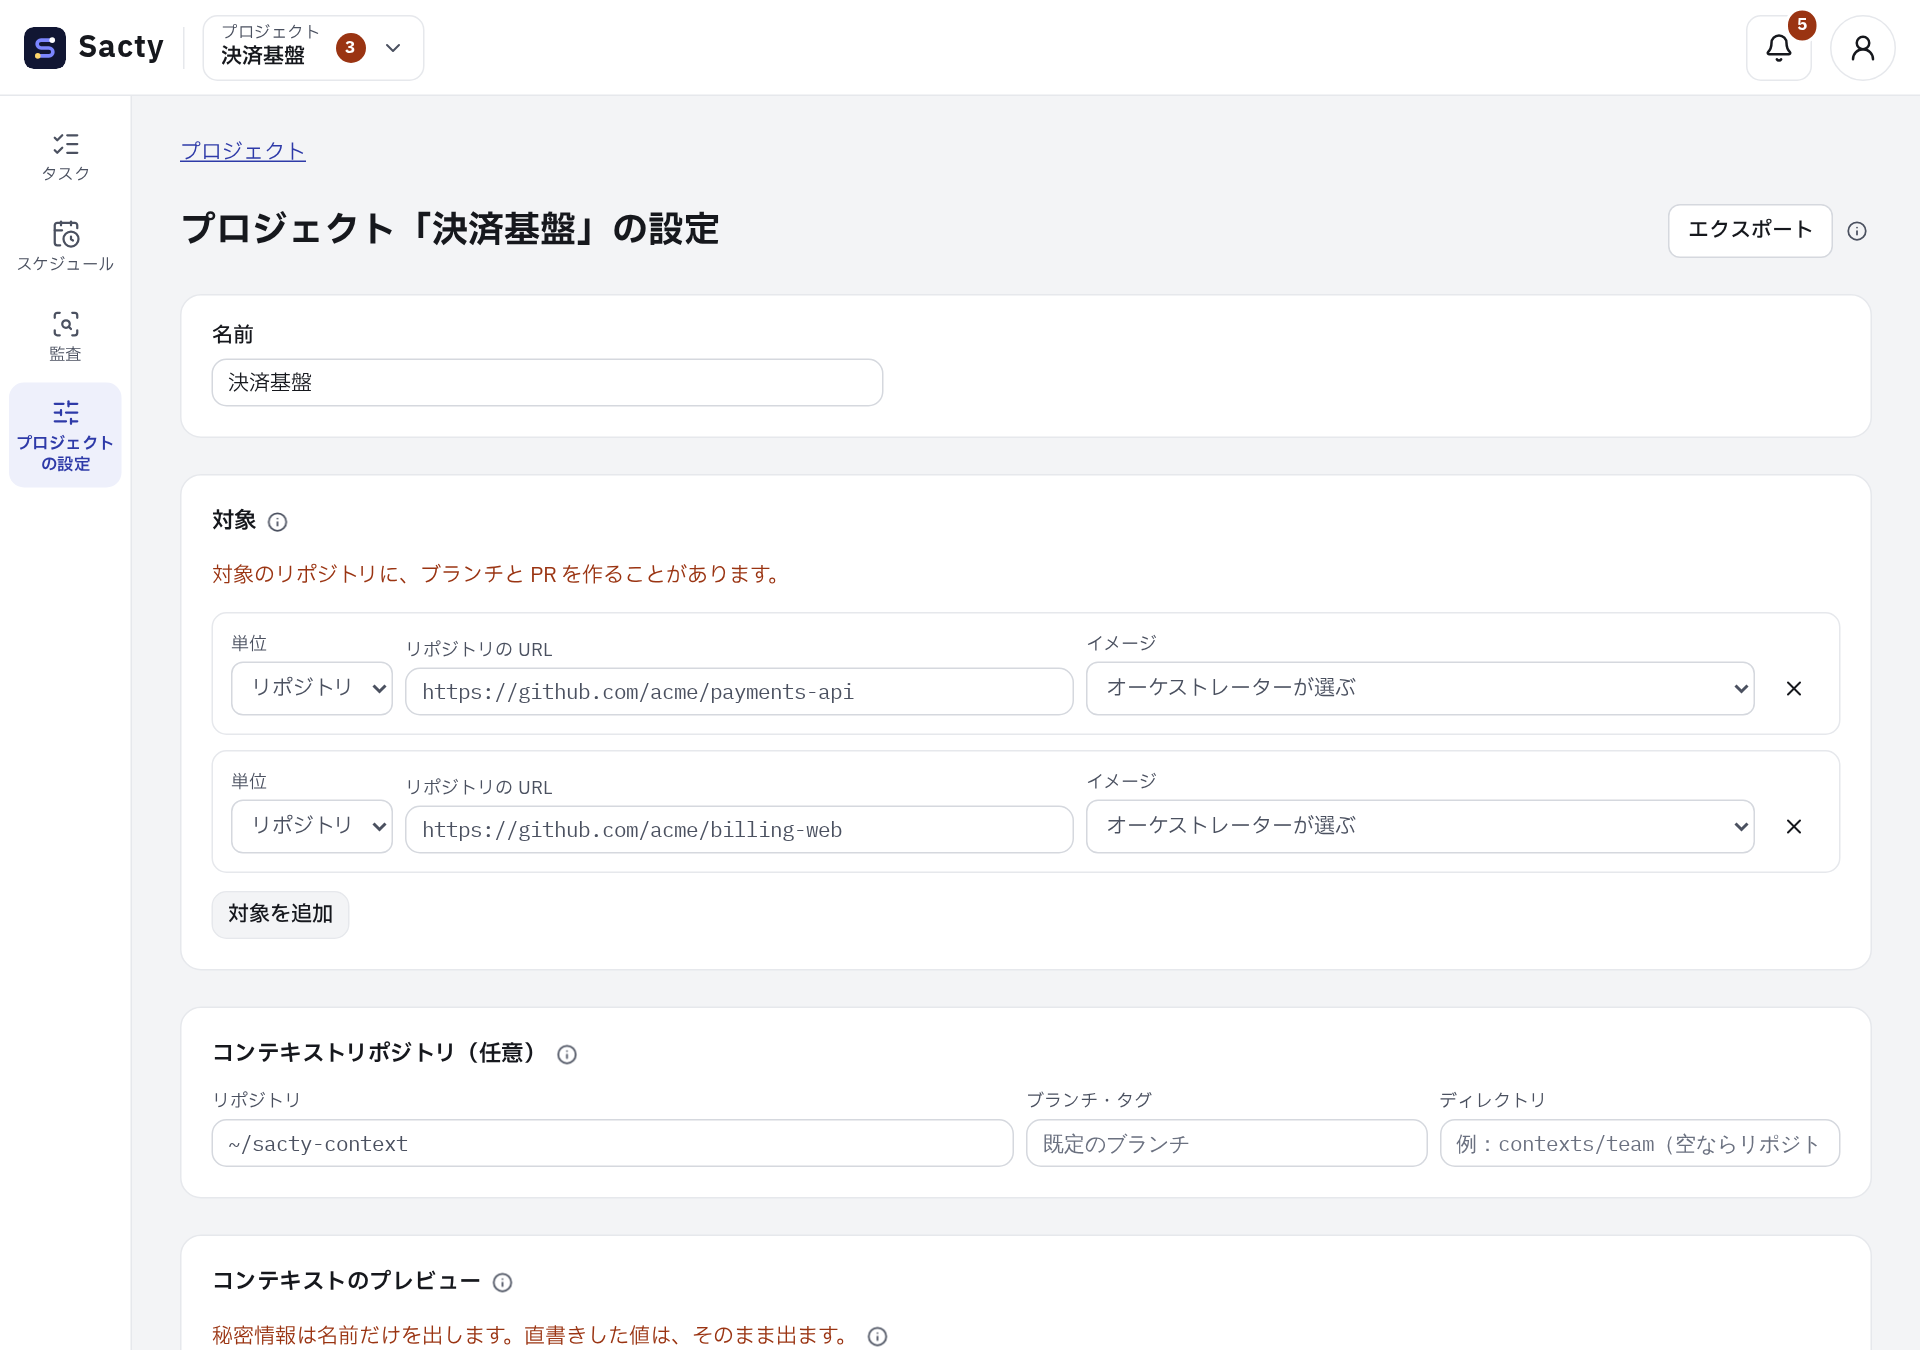 Sacty
プロジェクト
決済基盤
3
5
タスク
スケジュール
監査
プロジェクト
の設定
プロジェクト
プロジェクト「決済基盤」の設定
エクスポート
名前
決済基盤
対象
対象のリポジトリに、ブランチと PR を作ることがあります。
単位
リポジトリの URL
イメージ
リポジトリ
https://github.com/acme/payments-api
オーケストレーターが選ぶ
単位
リポジトリの URL
イメージ
リポジトリ
https://github.com/acme/billing-web
オーケストレーターが選ぶ
対象を追加
コンテキストリポジトリ（任意）
リポジトリ
ブランチ・タグ
ディレクトリ
~/sacty-context
既定のブランチ
例：contexts/team（空ならリポジト
コンテキストのプレビュー
秘密情報は名前だけを出します。直書きした値は、そのまま出ます。